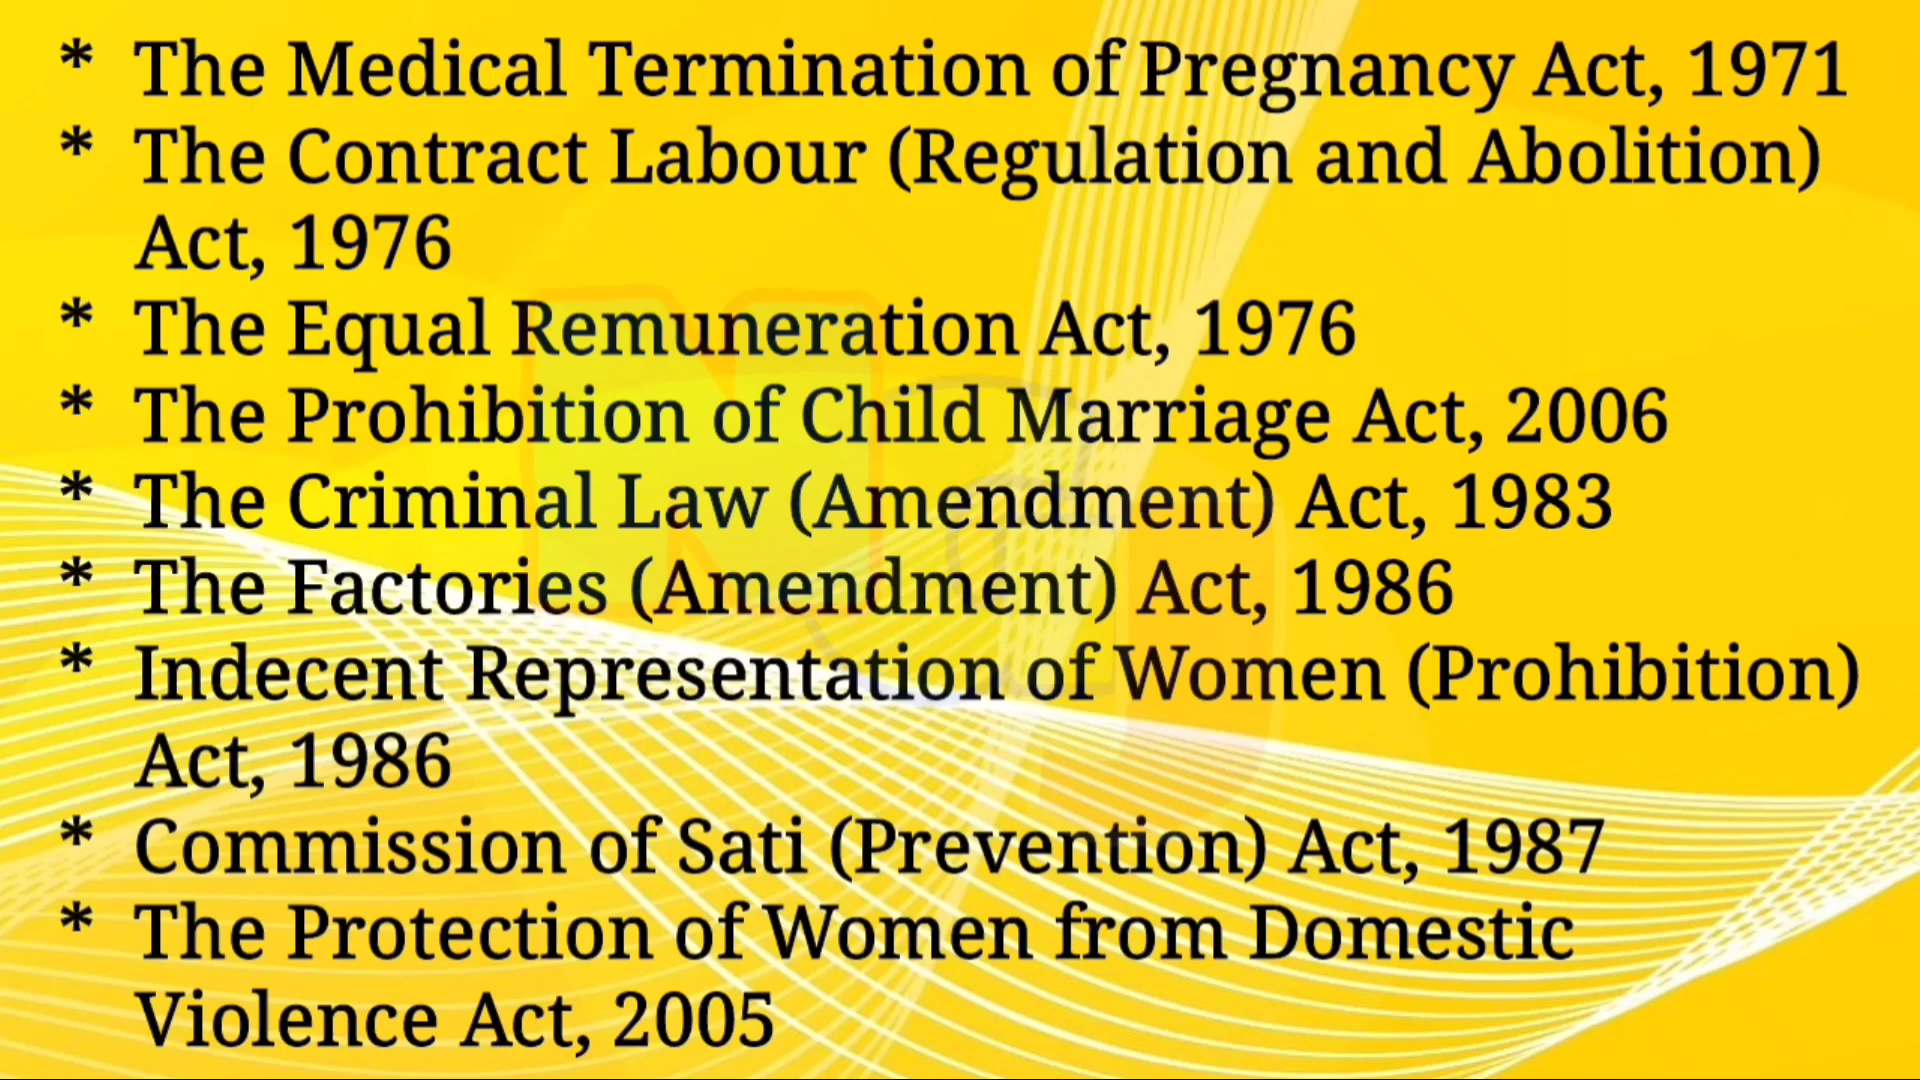 * The Medical Termination of Pregnancy Act, 1971
* The Contract Labour (Regulation and Abolition)
Act, 1976
* The Equal Remuneration Act, 1976
* The Prohibition of Child Marriage Act, 2006
* The Criminal Law (Amendment) Act, 1983
* The Factories (Amendment) Act, 1986
* Indecent Representation of Women (Prohibition)
Act, 1986
* Commission of Sati (Prevention) Act, 1987
* The Protection of Women from Domestic
Violence Act, 2005